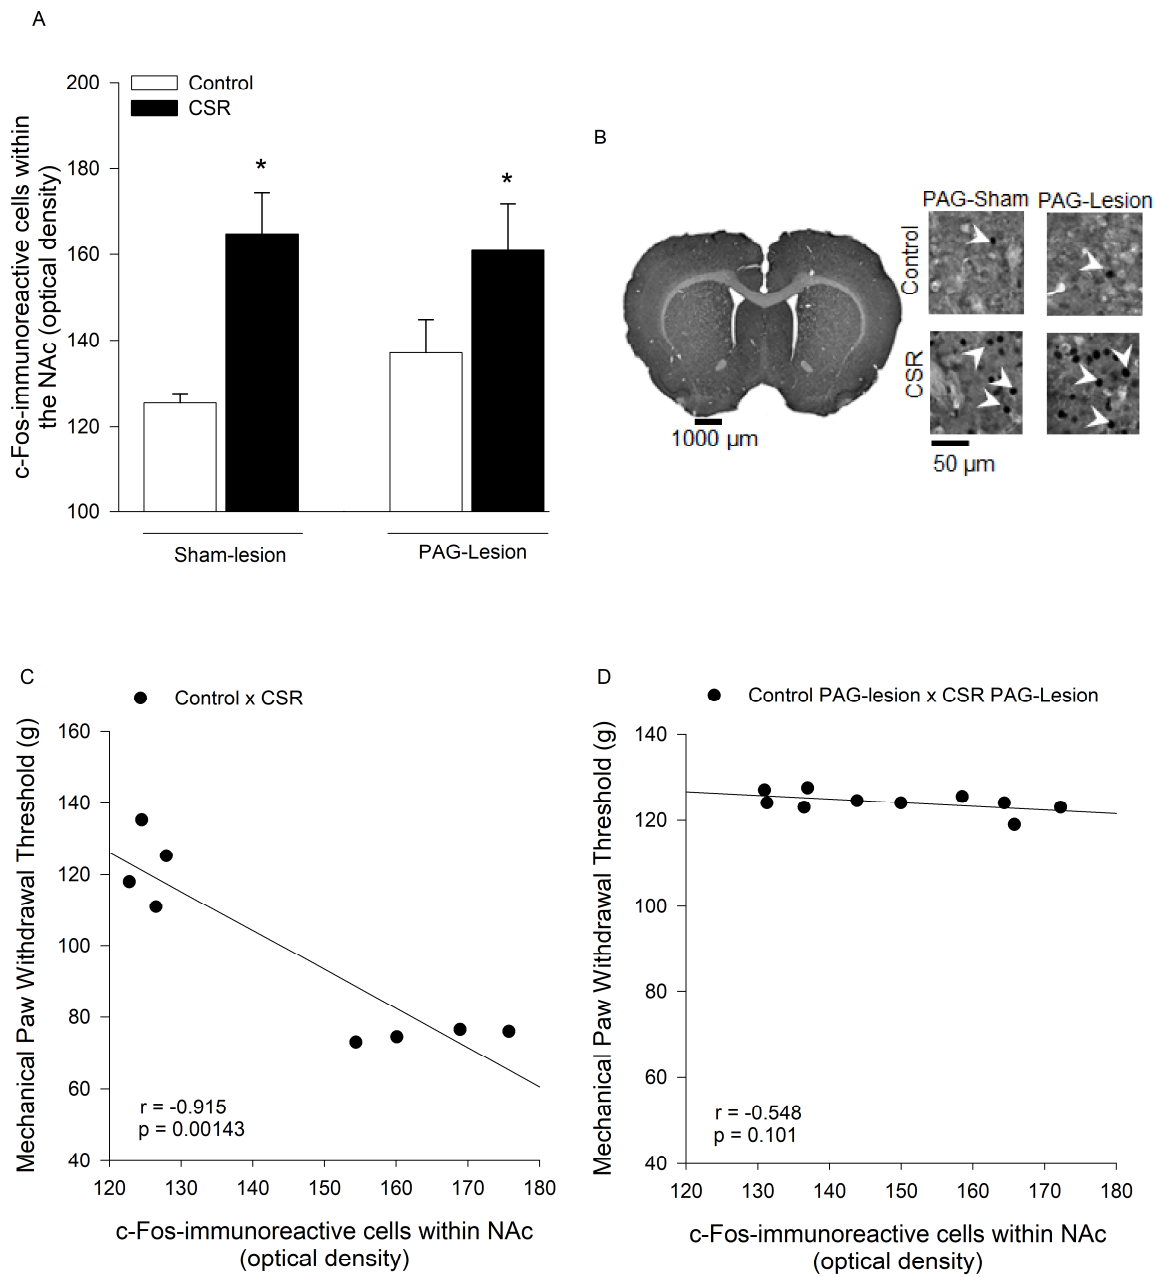 A
c-Fos-immunoreactive cells within
the NAc (optical density)
200
180
160
140
120
100
Control
CSR
*
*
Sham-lesion
PAG-Lesion
B
PAG-Sham
PAG-Lesion
Control
CSR
1000 µm
50 µm
C
Control x CSR
Mechanical Paw Withdrawal Threshold (g)
160
140
120
100
80
60
40
r = -0.915
p = 0.00143
120 130 140 150 160 170 180
c-Fos-immunoreactive cells within NAc
(optical density)
D
Control PAG-lesion x CSR PAG-Lesion
Mechanical Paw Withdrawal Threshold (g)
140
120
100
80
60
40
r = -0.548
p = 0.101
120 130 140 150 160 170 180
c-Fos-immunoreactive cells within NAc
(optical density)